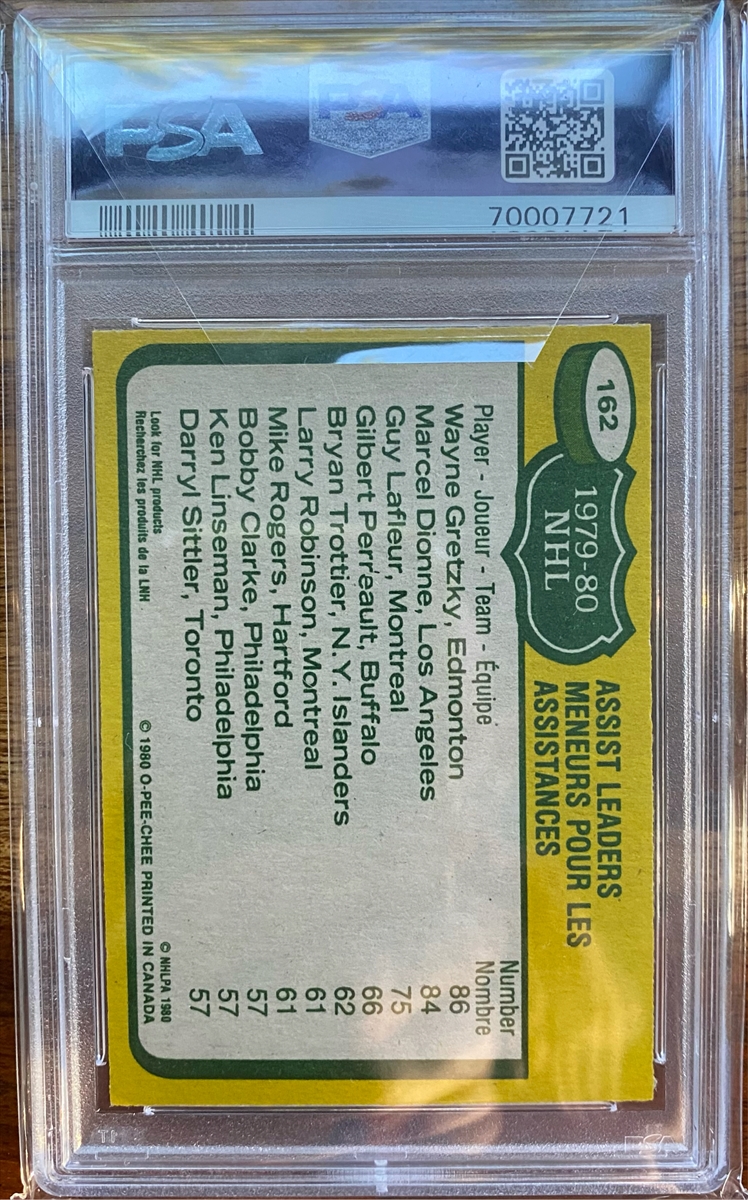 PSA
PSA
70007721
162
1979-80
NHL
ASSIST LEADERS
MENEURS POUR LES
ASSISTANCES
Player - Joueur - Team - Équipe
Number
Nombre
Wayne Gretzky, Edmonton 86
Marcel Dionne, Los Angeles 84
Guy Lafleur, Montreal 75
Gilbert Perreault, Buffalo 66
Bryan Trottier, N.Y. Islanders 62
Larry Robinson, Montreal 61
Mike Rogers, Hartford 61
Bobby Clarke, Philadelphia 57
Ken Linseman, Philadelphia 57
Darryl Sittler, Toronto 57
Look for NHL products
Recherchez les produits de la LNH
© NHLPA 1980
© 1980 O-PEE-CHEE PRINTED IN CANADA
PSA